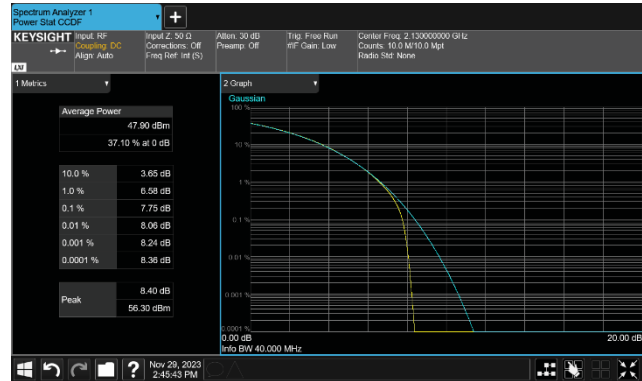 Spectrum Analyzer 1
Power Stat CCDF
KEYSIGHT
Input: RF
Coupling: DC
Align: Auto
Input Z: 50 Ω
Corrections: Off
Freq Ref: Int (S)
Atten: 30 dB
Preamp: Off
Trig: Free Run
#IF Gain: Low
Center Freq: 2.130000000 GHz
Counts: 10.0 M/10.0 Mpt
Radio Std: None
LXI
1 Metrics
Average Power
47.90 dBm
37.10 % at 0 dB
10.0 % 3.65 dB
1.0 % 6.58 dB
0.1 % 7.75 dB
0.01 % 8.06 dB
0.001 % 8.24 dB
0.0001 % 8.36 dB
Peak
8.40 dB
56.30 dBm
2 Graph
Gaussian
100 %
10 %
1 %
0.1 %
0.01 %
0.001 %
0.0001 %
0.00 dB
20.00 dB
Info BW 40.000 MHz
Nov 29, 2023
2:45:43 PM